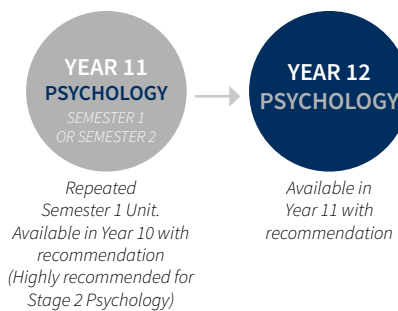 YEAR 11
PSYCHOLOGY
SEMESTER 1
OR SEMESTER 2
Repeated
Semester 1 Unit.
Available in Year 10 with
recommendation
(Highly recommended for
Stage 2 Psychology)
YEAR 12
PSYCHOLOGY
Available in
Year 11 with
recommendation